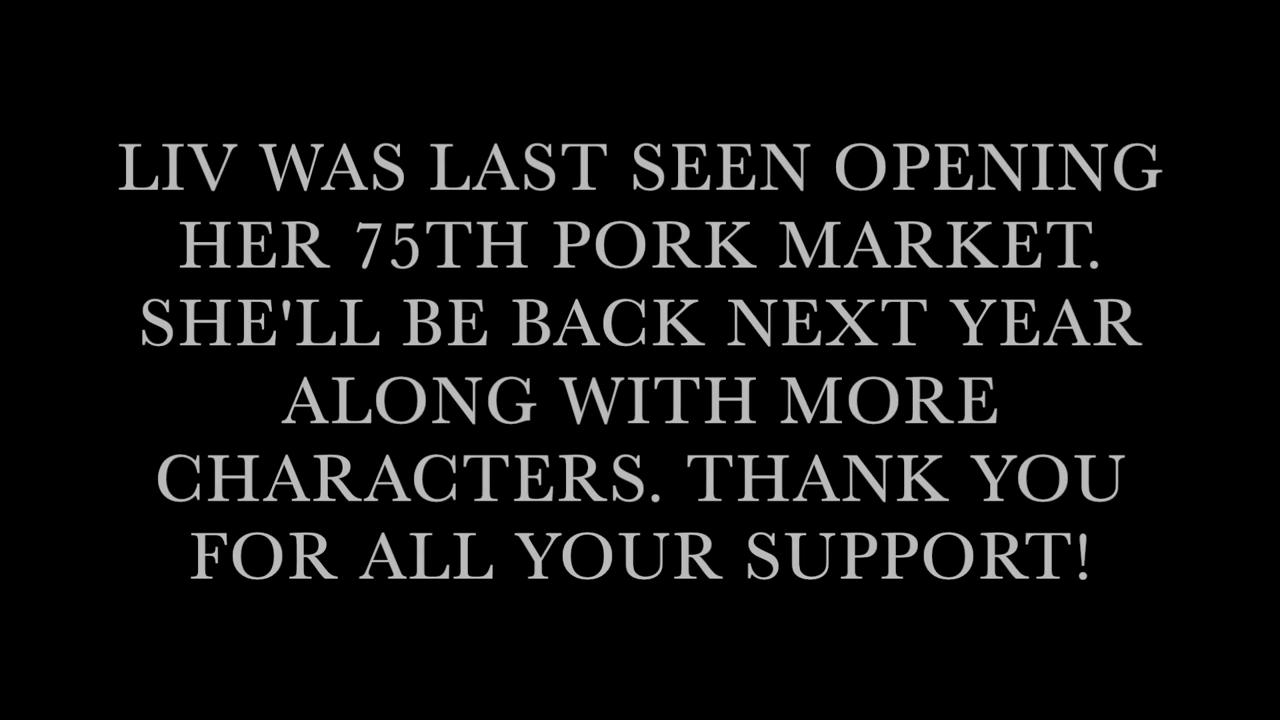 LIV WAS LAST SEEN OPENING
HER 75TH PORK MARKET.
SHE'LL BE BACK NEXT YEAR
ALONG WITH MORE
CHARACTERS. THANK YOU
FOR ALL YOUR SUPPORT!